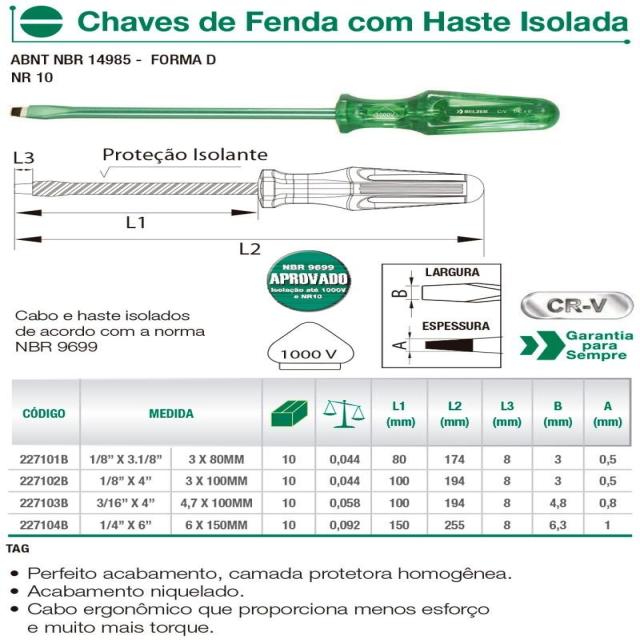 Chaves de Fenda com Haste Isolada
ABNT NBR 14985 - FORMA D
NR 10
1000V BELZER
L3
Proteção Isolante
L1
L2
NBR 9699
APROVADO
Isolação até 1000V
e NR10
LARGURA
B
ESPESSURA
A
CR-V
Garantia
para
Sempre
Cabo e haste isolados
de acordo com a norma
NBR 9699
1000 V
CÓDIGO MEDIDA L1 (mm) L2 (mm) L3 (mm) B (mm) A (mm)
227101B 1/8” X 3.1/8” 3 X 80MM 10 0,044 80 174 8 3 0,5
227102B 1/8” X 4” 3 X 100MM 10 0,044 100 194 8 3 0,5
227103B 3/16” X 4” 4,7 X 100MM 10 0,058 100 194 8 4,8 0,8
227104B 1/4” X 6” 6 X 150MM 10 0,092 150 255 8 6,3 1
TAG
• Perfeito acabamento, camada protetora homogênea.
• Acabamento niquelado.
• Cabo ergonômico que proporciona menos esforço
e muito mais torque.